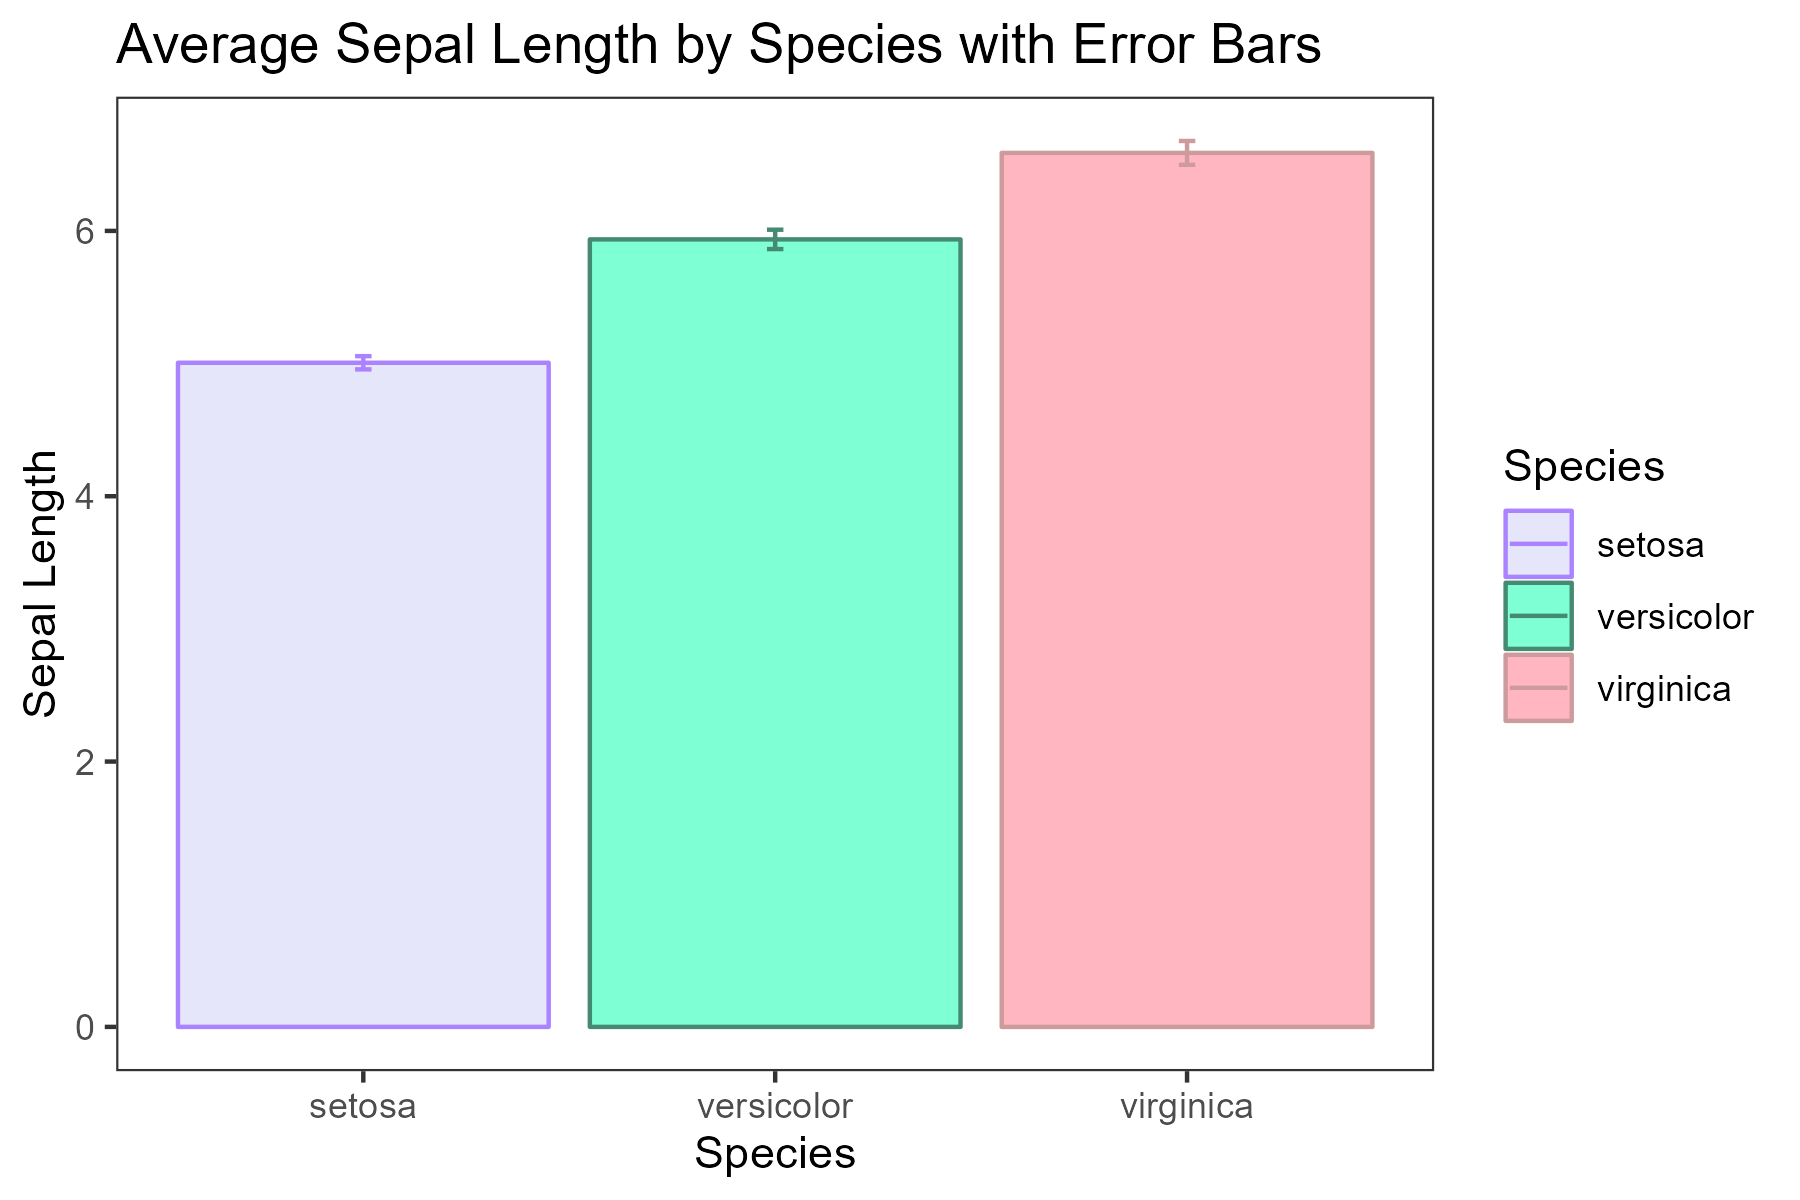 Average Sepal Length by Species with Error Bars
Sepal Length
6
4
2
0
setosa
versicolor
virginica
Species
Species
setosa
versicolor
virginica